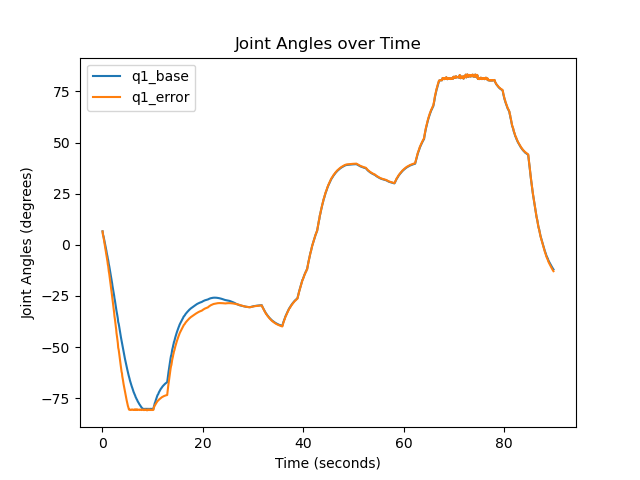 Joint Angles over Time
q1_base
q1_error
Joint Angles (degrees)
75
50
25
0
−25
−50
−75
0
20
40
60
80
Time (seconds)